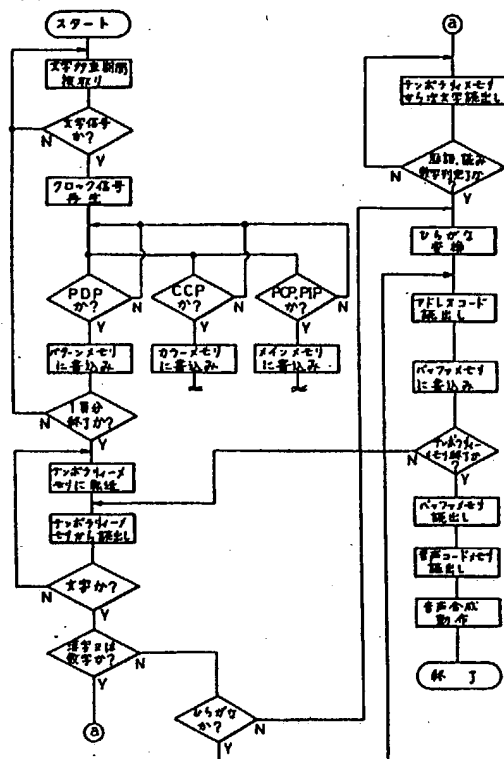 スタート
文字多重期間
抜取り
文字信号
か?
N
Y
クロック信号
再生
PDP
か?
N
Y
CCP
か?
N
Y
PCP,PIP
か?
N
Y
パターンメモリ
に書込み
カラーメモリ
に書込み
メインメモリ
に書込み
1頁分
終了か?
N
Y
テンポラリィーメ
モリに転送
テンポラリィーメ
モリから読出し
文字か?
N
Y
漢字又は
数字か?
N
Y
ⓐ
ひらがな
か?
N
Y
ⓐ
テンポラリィメモリ
から次文字読出し
数字判定了か
N
Y
ひらがな
変換
アドレスコード
読出し
バッファメモリ
に書込み
テンポラリィー
メモリ終了か
?
N
Y
バッファメモリ
読出し
音声コードメモリ
読出し
音声合成
動作
終了